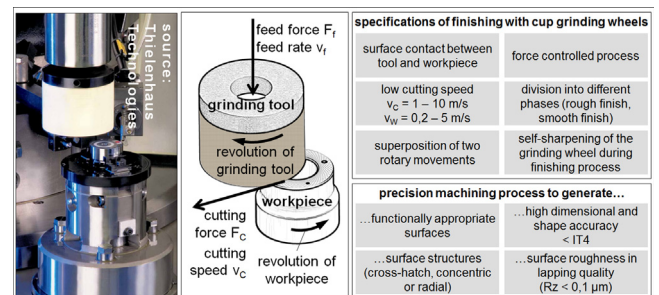 source:
Thielenhaus
Technologies
feed force Ff
feed rate vf
grinding tool
revolution of
grinding tool
workpiece
cutting
force FC
cutting
speed vC
revolution of
workpiece
specifications of finishing with cup grinding wheels
surface contact between
tool and workpiece
force controlled process
low cutting speed
vC = 1 – 10 m/s
vW = 0,2 – 5 m/s
division into different
phases (rough finish,
smooth finish)
superposition of two
rotary movements
self-sharpening of the
grinding wheel during
finishing process
precision machining process to generate…
…functionally appropriate
surfaces
…high dimensional and
shape accuracy
< IT4
…surface structures
(cross-hatch, concentric
or radial)
…surface roughness in
lapping quality
(Rz < 0,1 µm)